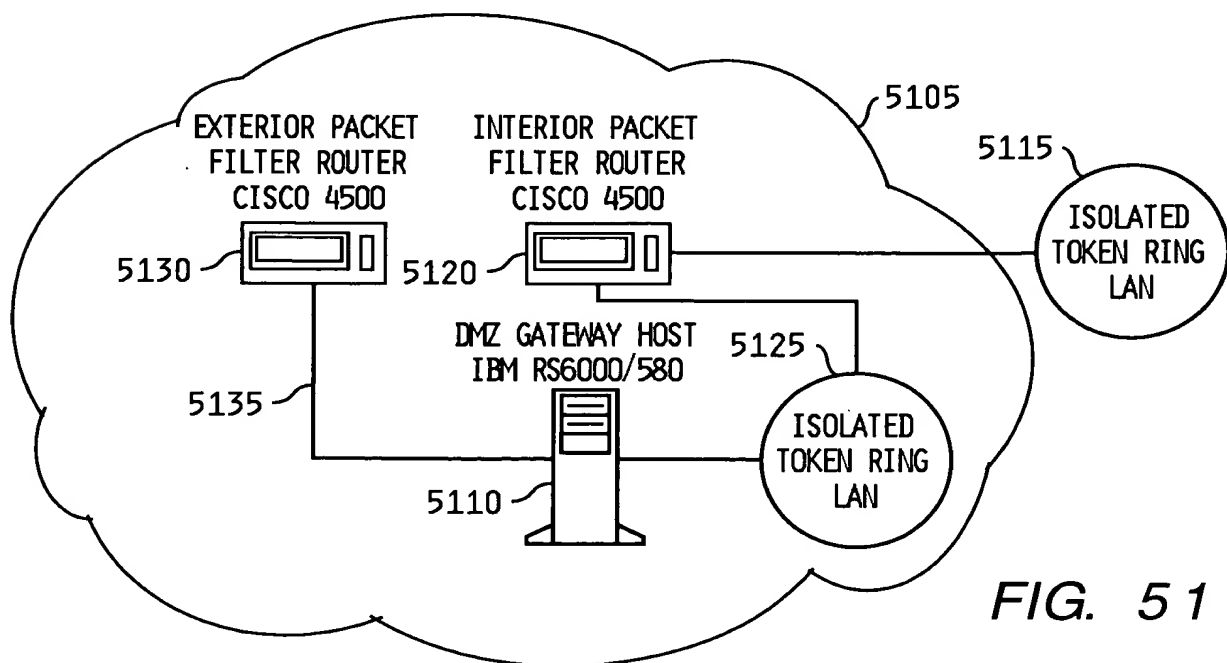 5105
EXTERIOR PACKET
FILTER ROUTER
CISCO 4500
INTERIOR PACKET
FILTER ROUTER
CISCO 4500
5115
ISOLATED
TOKEN RING
LAN
5130
5120
DMZ GATEWAY HOST
IBM RS6000/580
5125
5135
ISOLATED
TOKEN RING
LAN
5110
FIG. 51